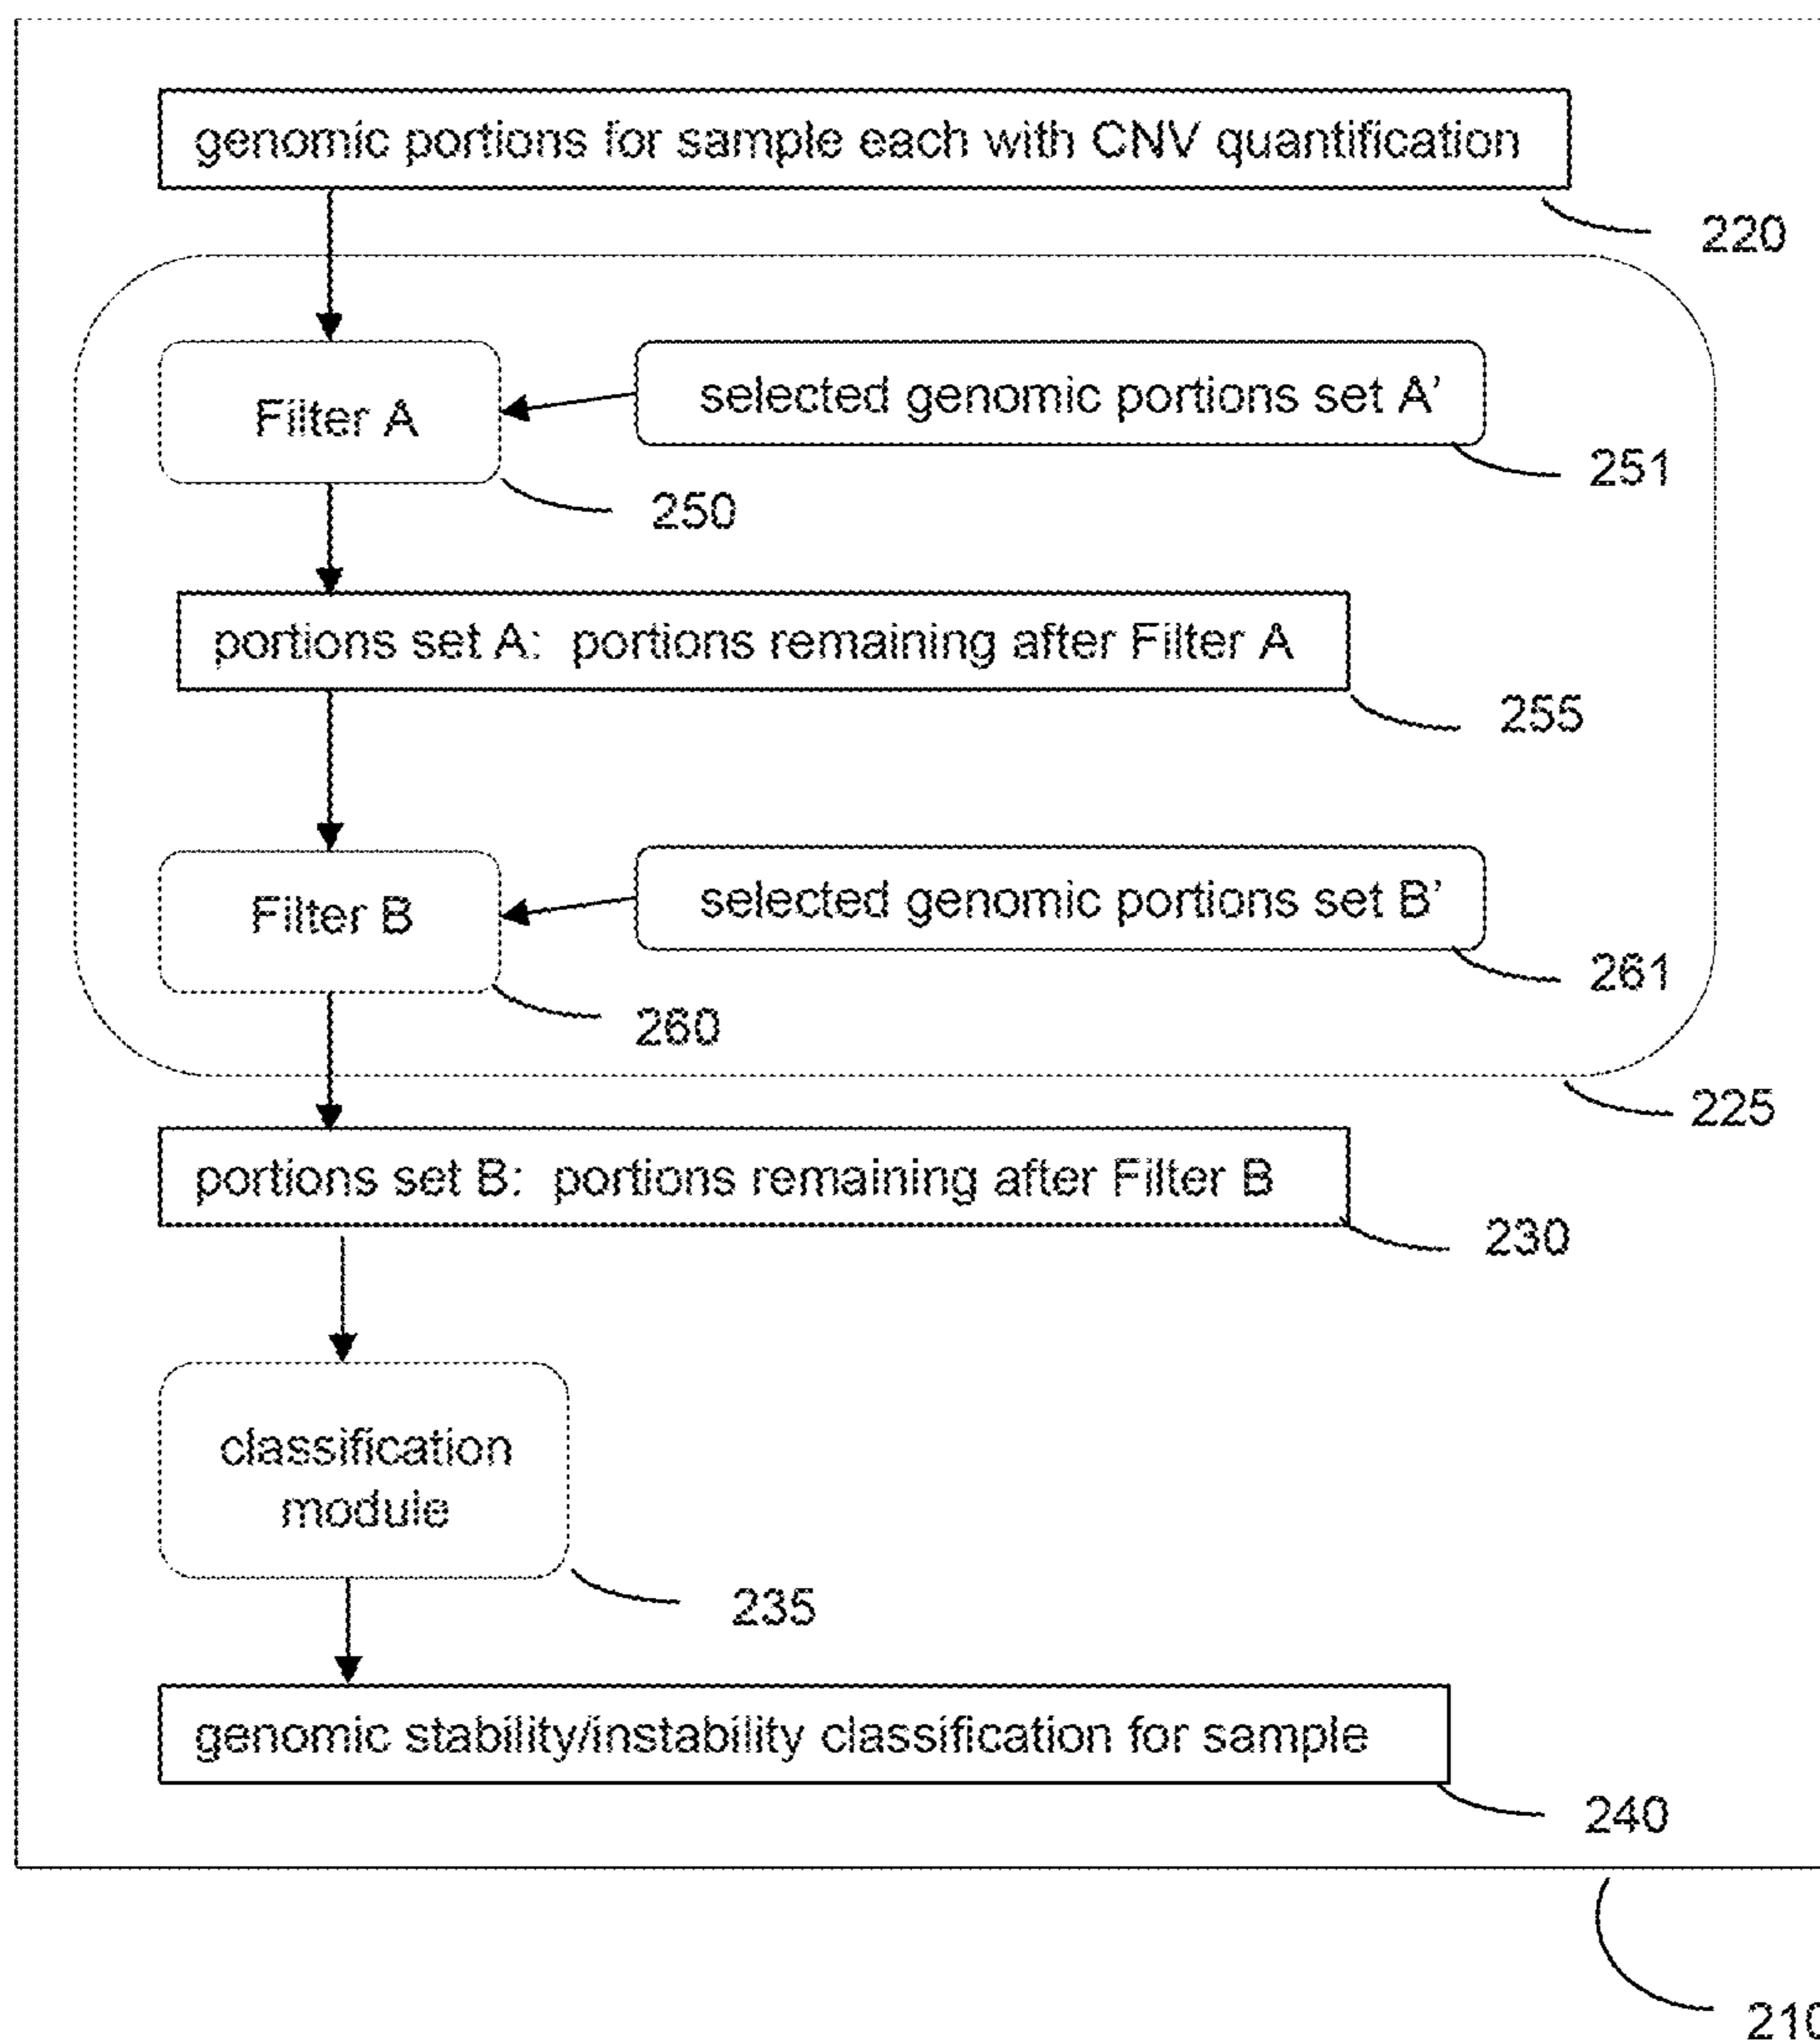 genomic portions for sample each with CNV quantification
220
Filter A
selected genomic portions set A’
251
250
portions set A: portions remaining after Filter A
255
Filter B
selected genomic portions set B’
261
260
225
portions set B: portions remaining after Filter B
230
classification
module
235
genomic stability/instability classification for sample
240
210